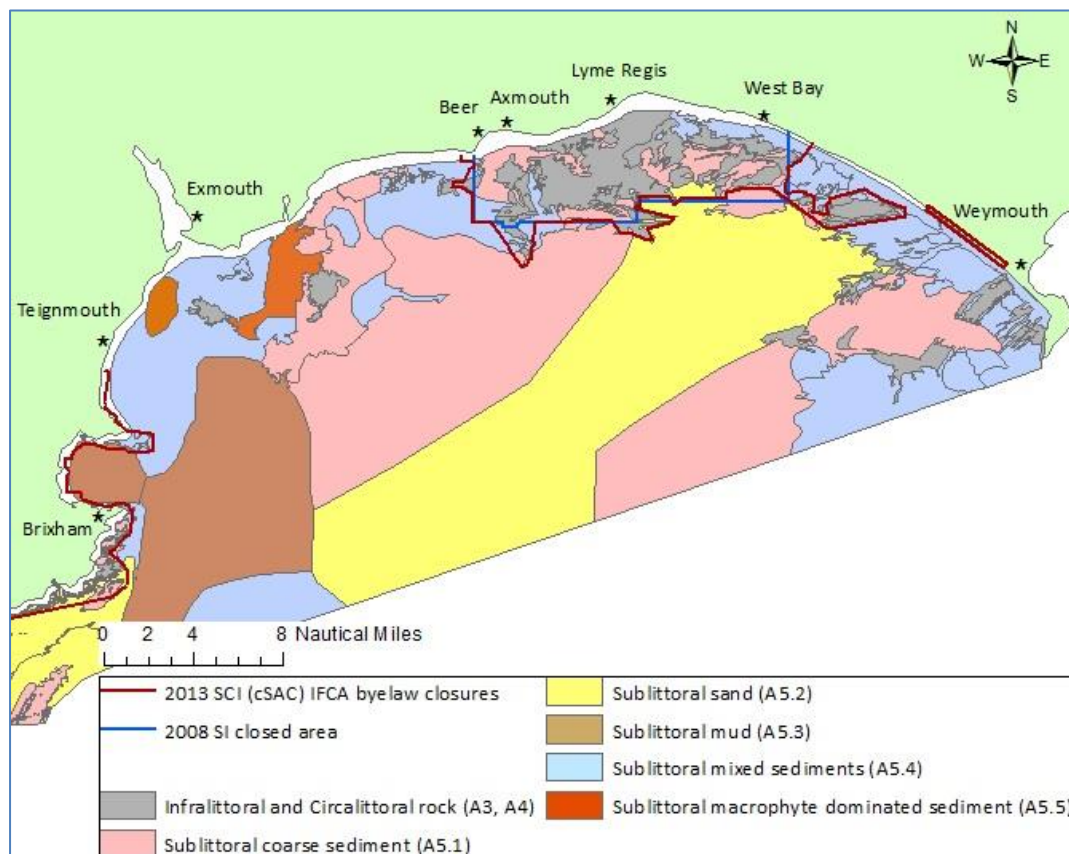 N
W E
S
Lyme Regis
West Bay
Axmouth
Beer
Exmouth
Weymouth
Teignmouth
Brixham
0 2 4 8 Nautical Miles
2013 SCI (cSAC) IFCA byelaw closures
2008 SI closed area
Infralittoral and Circalittoral rock (A3, A4)
Sublittoral coarse sediment (A5.1)
Sublittoral sand (A5.2)
Sublittoral mud (A5.3)
Sublittoral mixed sediments (A5.4)
Sublittoral macrophyte dominated sediment (A5.5)